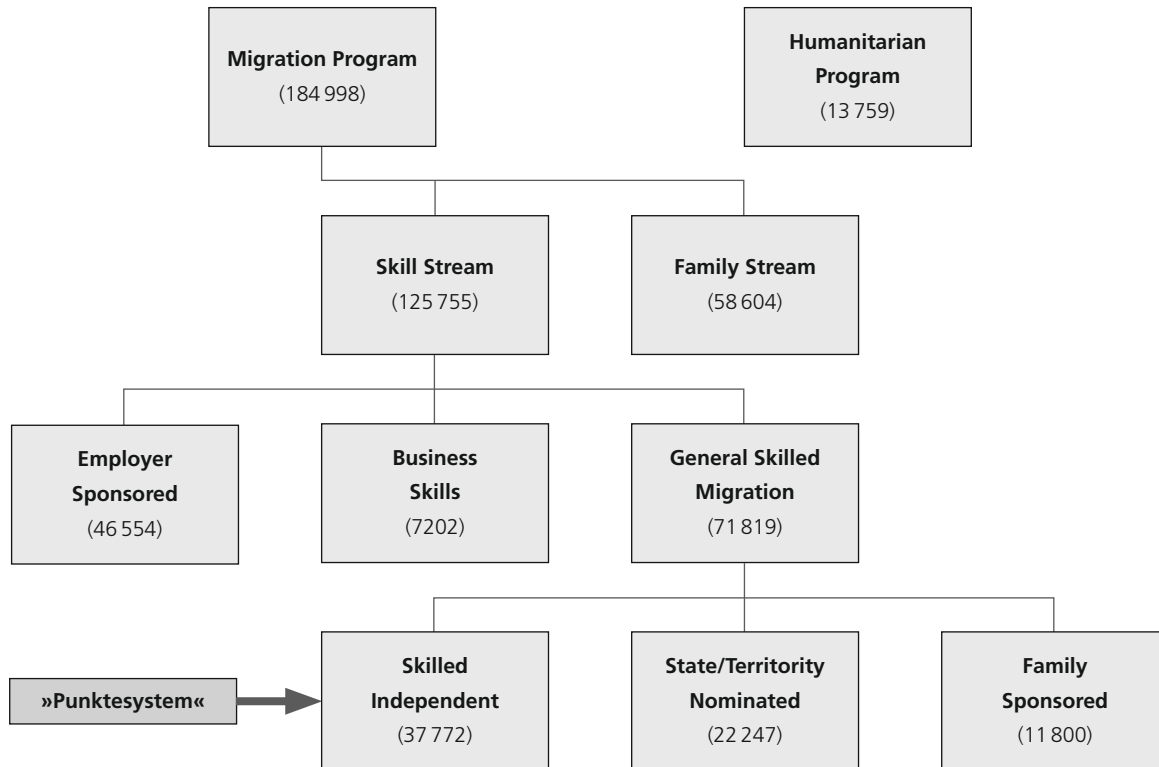 Migration Program
(184 998)
Humanitarian
Program
(13 759)
Skill Stream
(125 755)
Family Stream
(58 604)
Employer
Sponsored
(46 554)
Business
Skills
(7202)
General Skilled
Migration
(71 819)
»Punktesystem«
Skilled
Independent
(37 772)
State/Territority
Nominated
(22 247)
Family
Sponsored
(11 800)